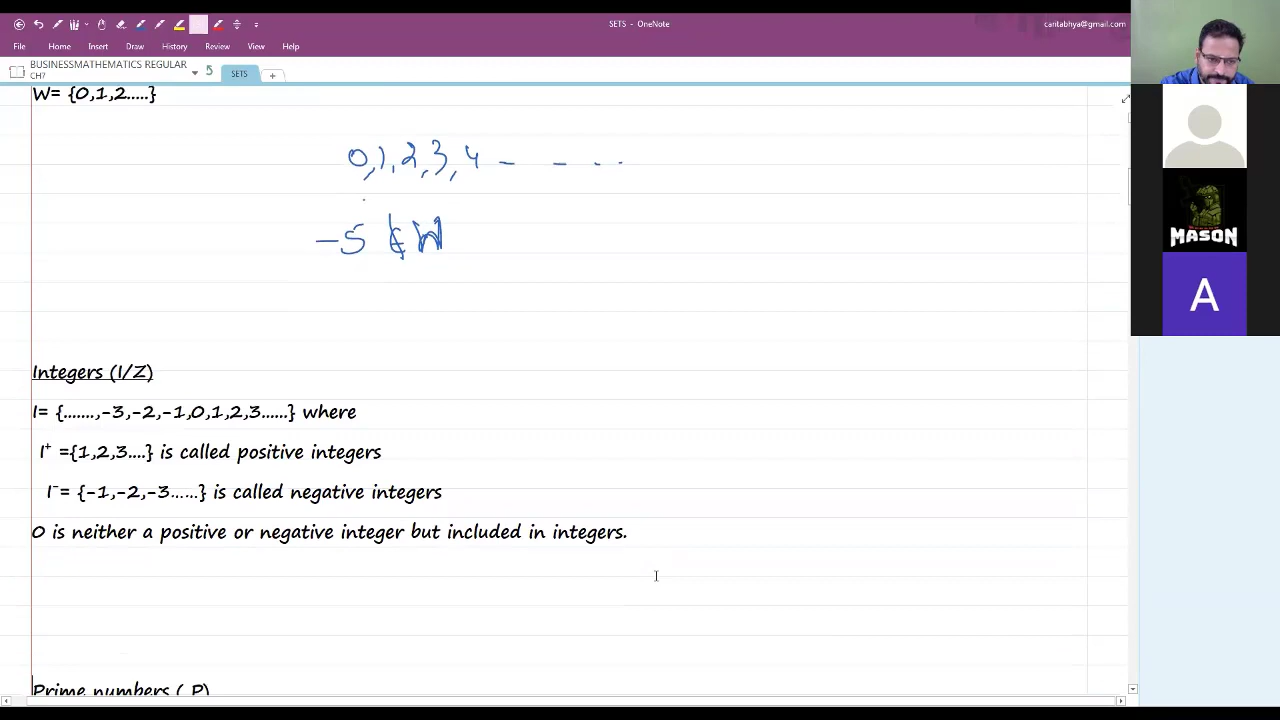 SETS - OneNote
cantabhya@gmail.com
File Home Insert Draw History Review View Help
BUSINESSMATHEMATICS REGULAR
CH7
SETS
W= {0,1,2.....}
0,1,2,3,4 - - - . .
-5 ∉ W
Integers (I/Z)
I= {.......,-3,-2,-1,0,1,2,3......} where
I⁺ ={1,2,3....} is called positive integers
I⁻= {-1,-2,-3......} is called negative integers
0 is neither a positive or negative integer but included in integers.
Prime numbers ( P)
MASON
A